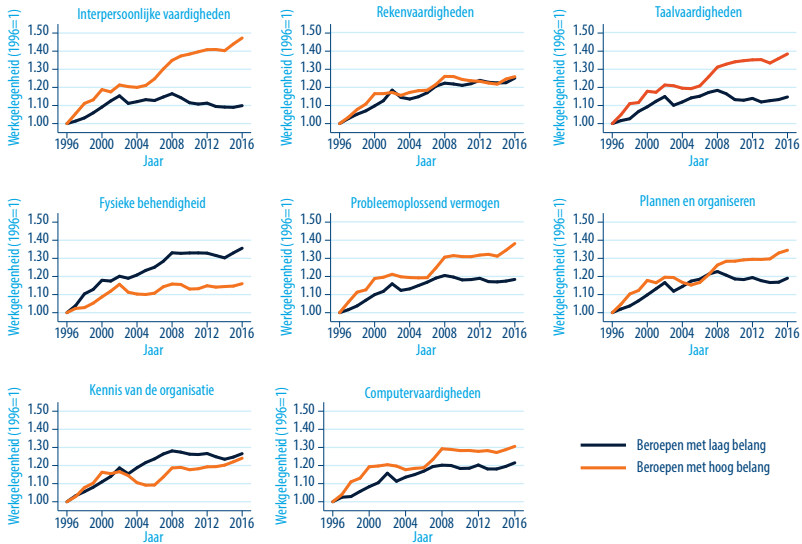 Interpersoonlijke vaardigheden
Werkgelegenheid (1996=1)
1.50
1.40
1.30
1.20
1.10
1.00
1996 2000 2004 2008 2012 2016
Jaar
Rekenvaardigheden
Werkgelegenheid (1996=1)
1.50
1.40
1.30
1.20
1.10
1.00
1996 2000 2004 2008 2012 2016
Jaar
Taalvaardigheden
Werkgelegenheid (1996=1)
1.50
1.40
1.30
1.20
1.10
1.00
1996 2000 2004 2008 2012 2016
Jaar
Fysieke behendigheid
Werkgelegenheid (1996=1)
1.50
1.40
1.30
1.20
1.10
1.00
1996 2000 2004 2008 2012 2016
Jaar
Probleemoplossend vermogen
Werkgelegenheid (1996=1)
1.50
1.40
1.30
1.20
1.10
1.00
1996 2000 2004 2008 2012 2016
Jaar
Plannen en organiseren
Werkgelegenheid (1996=1)
1.50
1.40
1.30
1.20
1.10
1.00
1996 2000 2004 2008 2012 2016
Jaar
Kennis van de organisatie
Werkgelegenheid (1996=1)
1.50
1.40
1.30
1.20
1.10
1.00
1996 2000 2004 2008 2012 2016
Jaar
Computervaardigheden
Werkgelegenheid (1996=1)
1.50
1.40
1.30
1.20
1.10
1.00
1996 2000 2004 2008 2012 2016
Jaar
Beroepen met laag belang
Beroepen met hoog belang